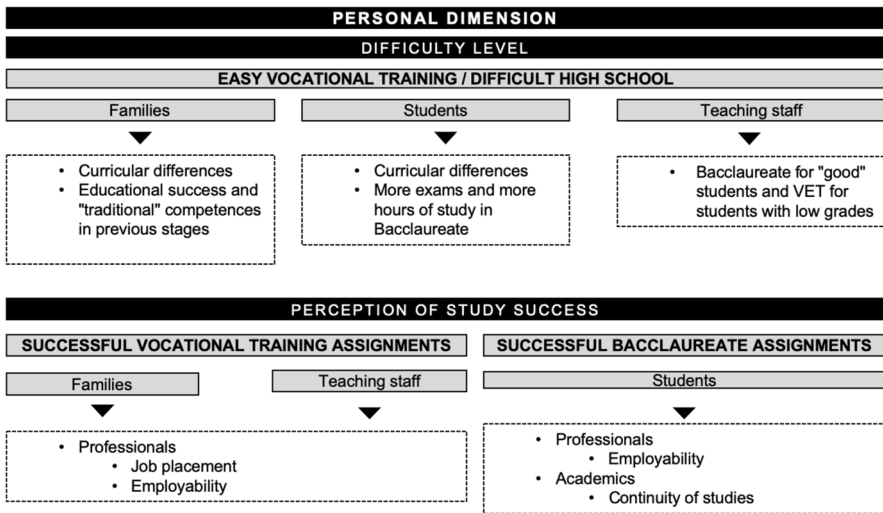 PERSONAL DIMENSION
DIFFICULTY LEVEL
EASY VOCATIONAL TRAINING / DIFFICULT HIGH SCHOOL
Families
• Curricular differences
• Educational success and
"traditional" competences
in previous stages
Students
• Curricular differences
• More exams and more
hours of study in
Baccalaureate
Teaching staff
• Bacclaureate for "good"
students and VET for
students with low grades
PERCEPTION OF STUDY SUCCESS
SUCCESSFUL VOCATIONAL TRAINING ASSIGNMENTS
Families
Teaching staff
• Professionals
• Job placement
• Employability
SUCCESSFUL BACCLAUREATE ASSIGNMENTS
Students
• Professionals
• Employability
• Academics
• Continuity of studies